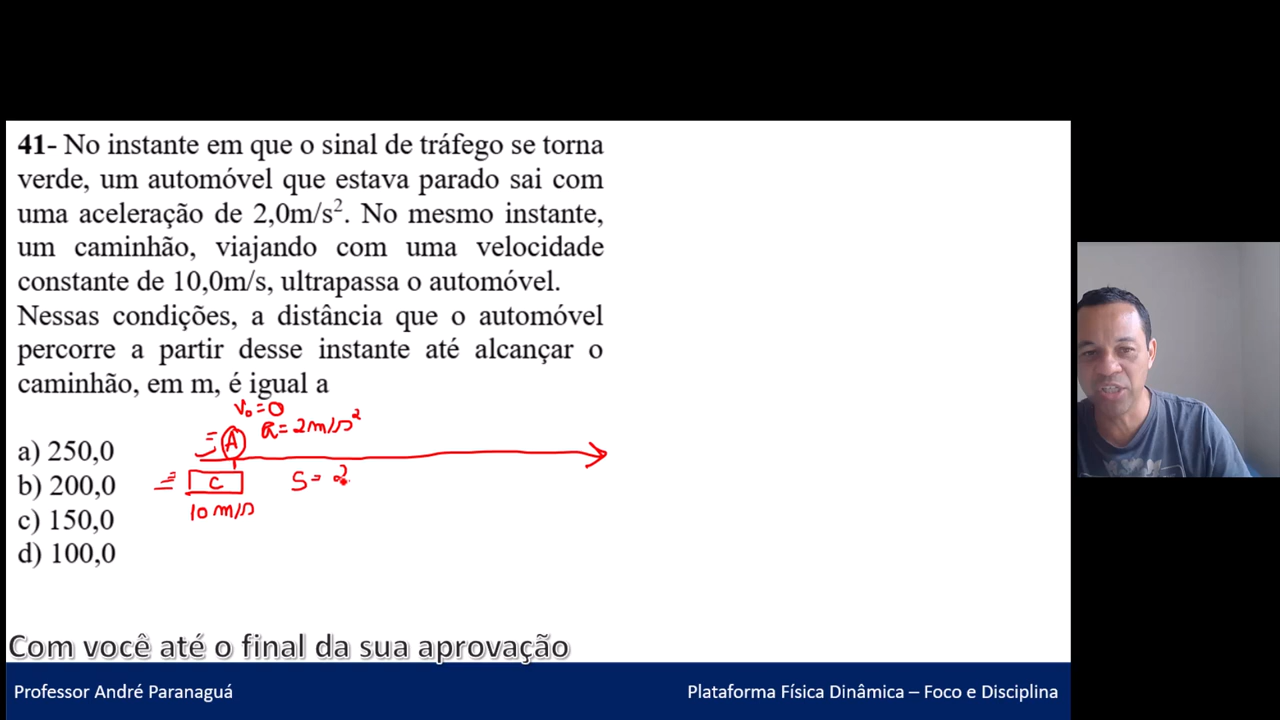 41- No instante em que o sinal de tráfego se torna
verde, um automóvel que estava parado sai com
uma aceleração de 2,0m/s². No mesmo instante,
um caminhão, viajando com uma velocidade
constante de 10,0m/s, ultrapassa o automóvel.
Nessas condições, a distância que o automóvel
percorre a partir desse instante até alcançar o
caminhão, em m, é igual a
V₀=0
a=2m/s²
A
a) 250,0
b) 200,0
c) 150,0
d) 100,0
C
S= 2
10m/s
Com você até o final da sua aprovação
Professor André Paranaguá
Plataforma Física Dinâmica – Foco e Disciplina